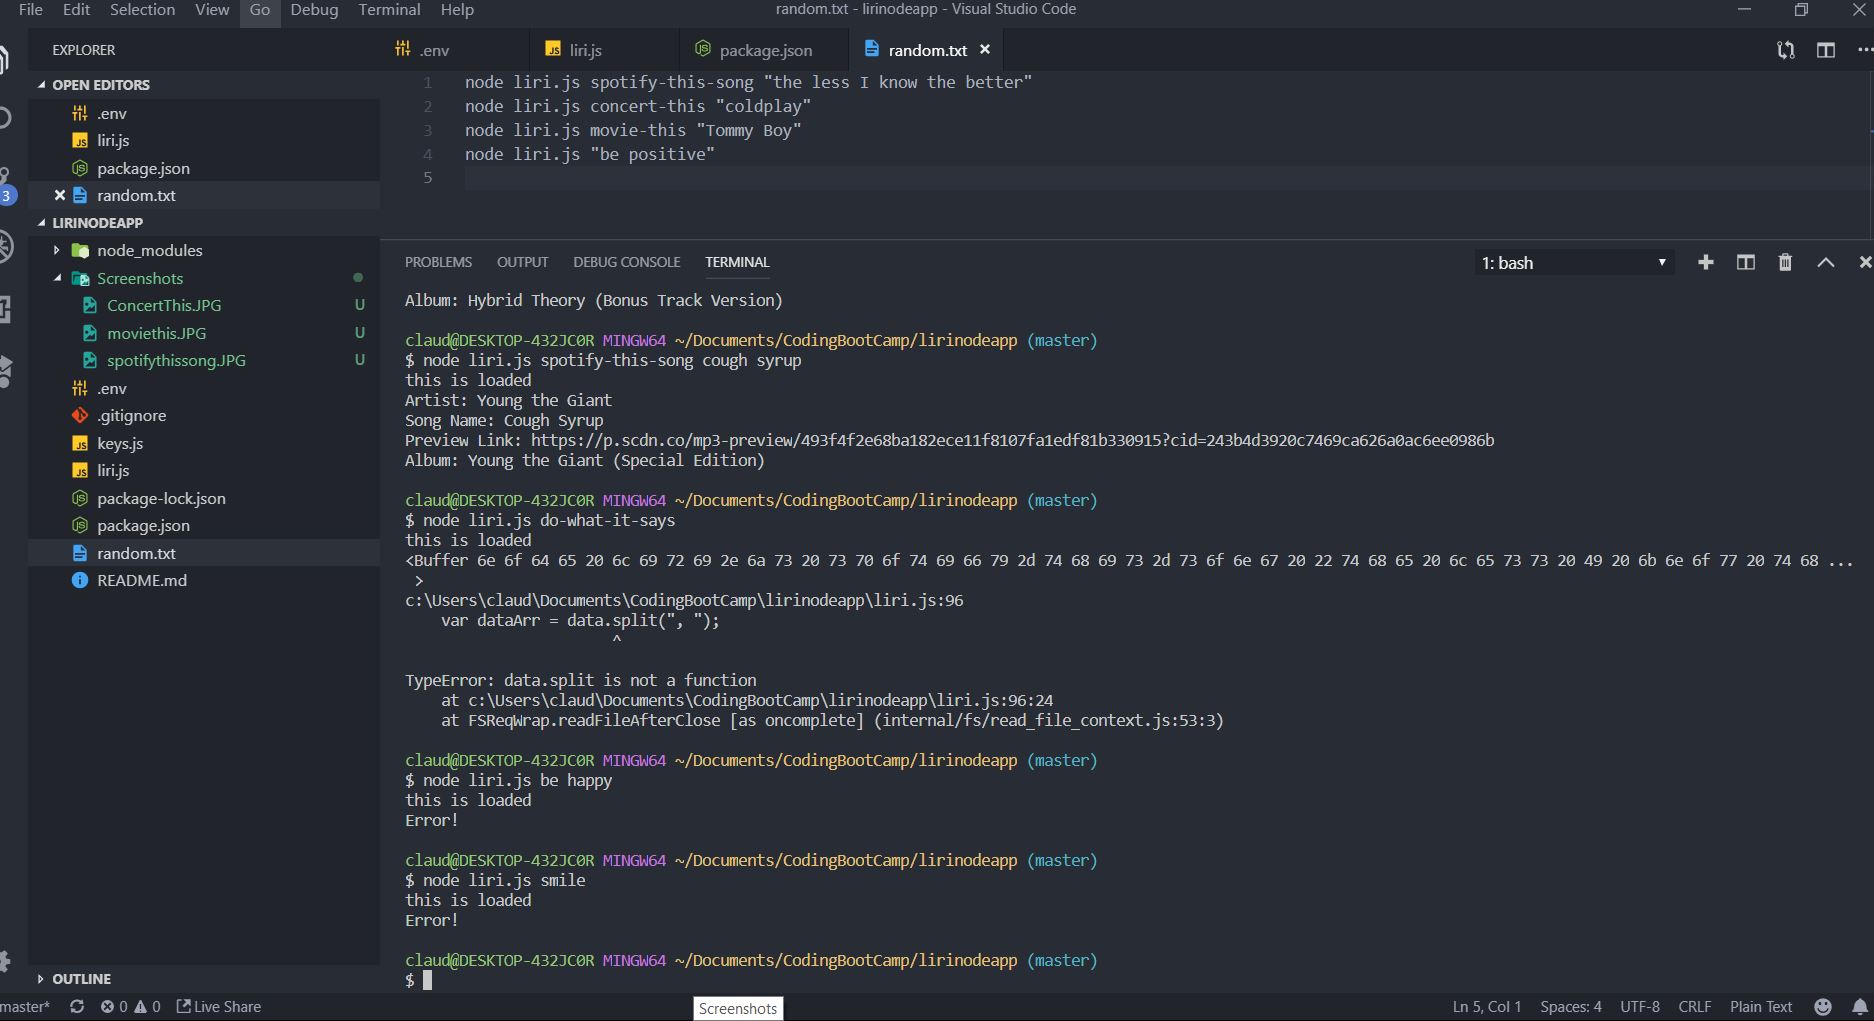 File Edit Selection View Go Debug Terminal Help
random.txt - lirinodeapp - Visual Studio Code
EXPLORER
.env
liri.js
package.json
random.txt
OPEN EDITORS
.env
liri.js
package.json
random.txt
3
LIRINODEAPP
node_modules
Screenshots
ConcertThis.JPG U
moviethis.JPG U
spotifythissong.JPG U
.env
.gitignore
keys.js
liri.js
package-lock.json
package.json
random.txt
README.md
OUTLINE
1 node liri.js spotify-this-song "the less I know the better"
2 node liri.js concert-this "coldplay"
3 node liri.js movie-this "Tommy Boy"
4 node liri.js "be positive"
5
PROBLEMS OUTPUT DEBUG CONSOLE TERMINAL
1: bash
Album: Hybrid Theory (Bonus Track Version)
claud@DESKTOP-432JC0R MINGW64 ~/Documents/CodingBootCamp/lirinodeapp (master)
$ node liri.js spotify-this-song cough syrup
this is loaded
Artist: Young the Giant
Song Name: Cough Syrup
Preview Link: https://p.scdn.co/mp3-preview/493f4f2e68ba182ece11f8107fa1edf81b330915?cid=243b4d3920c7469ca626a0ac6ee0986b
Album: Young the Giant (Special Edition)
claud@DESKTOP-432JC0R MINGW64 ~/Documents/CodingBootCamp/lirinodeapp (master)
$ node liri.js do-what-it-says
this is loaded
<Buffer 6e 6f 64 65 20 6c 69 72 69 2e 6a 73 20 73 70 6f 74 69 66 79 2d 74 68 69 73 2d 73 6f 6e 67 20 22 74 68 65 20 6c 65 73 73 20 49 20 6b 6e 6f 77 20 74 68 ...
>
c:\Users\claud\Documents\CodingBootCamp\lirinodeapp\liri.js:96
var dataArr = data.split(", ");
^
TypeError: data.split is not a function
at c:\Users\claud\Documents\CodingBootCamp\lirinodeapp\liri.js:96:24
at FSReqWrap.readFileAfterClose [as oncomplete] (internal/fs/read_file_context.js:53:3)
claud@DESKTOP-432JC0R MINGW64 ~/Documents/CodingBootCamp/lirinodeapp (master)
$ node liri.js be happy
this is loaded
Error!
claud@DESKTOP-432JC0R MINGW64 ~/Documents/CodingBootCamp/lirinodeapp (master)
$ node liri.js smile
this is loaded
Error!
claud@DESKTOP-432JC0R MINGW64 ~/Documents/CodingBootCamp/lirinodeapp (master)
$
master* 0 0 Live Share
Screenshots
Ln 5, Col 1 Spaces: 4 UTF-8 CRLF Plain Text